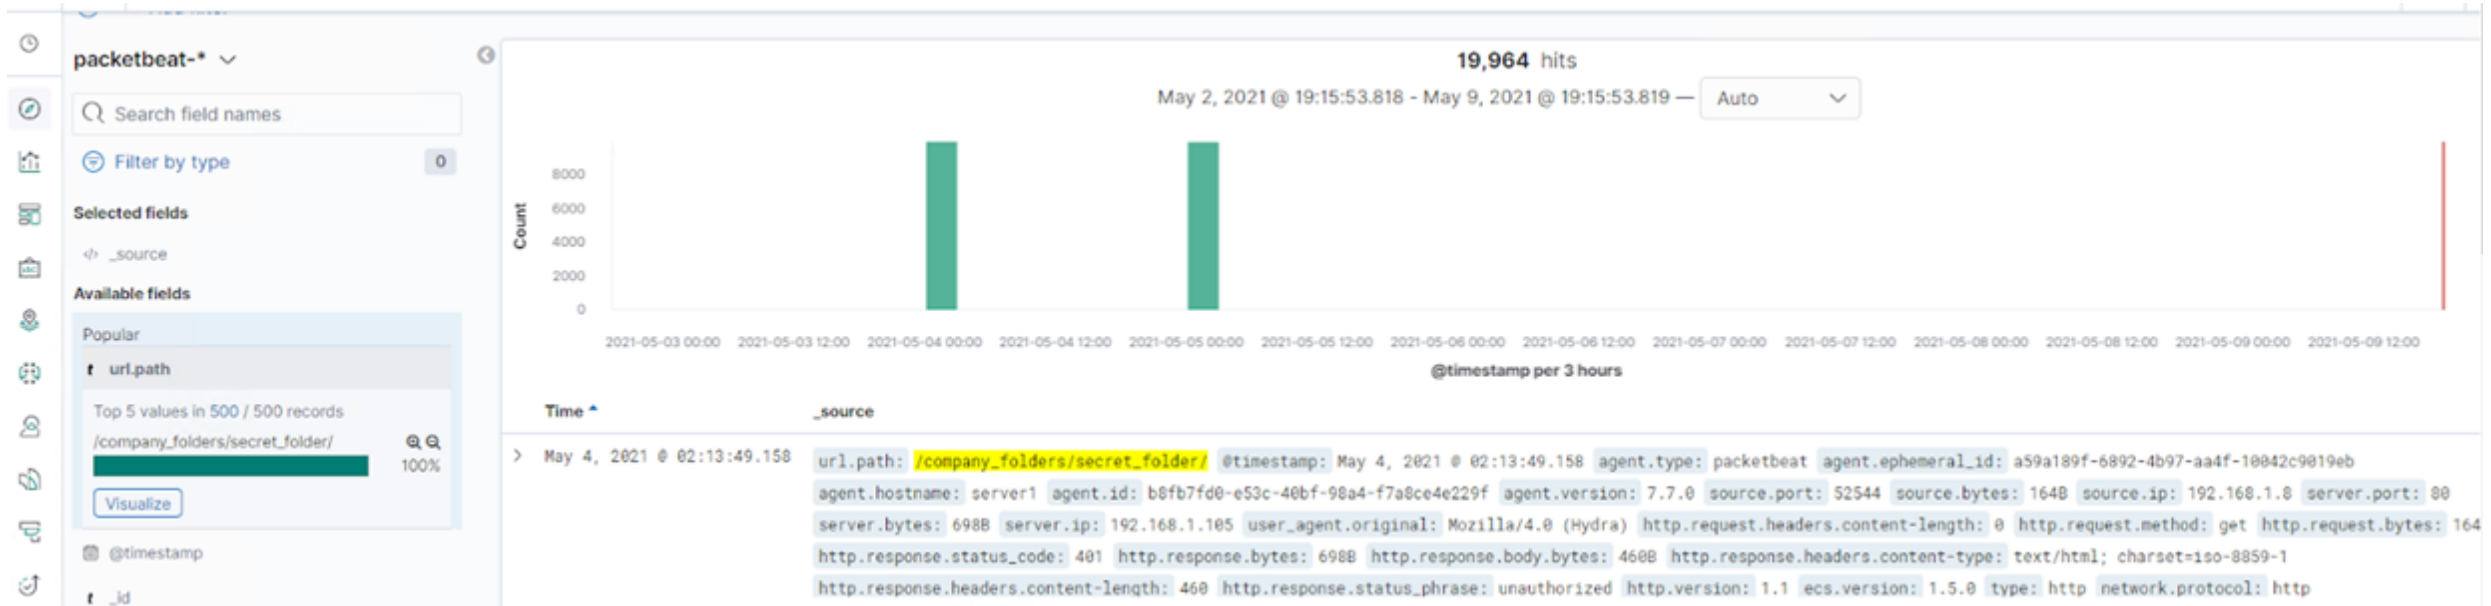 packetbeat-*
Search field names
Filter by type 0
Selected fields
</> _source
Available fields
Popular
t url.path
Top 5 values in 500 / 500 records
/company_folders/secret_folder/
100%
Visualize
@timestamp
t _id
19,964 hits
May 2, 2021 @ 19:15:53.818 - May 9, 2021 @ 19:15:53.819 — Auto
Count
8000
6000
4000
2000
0
2021-05-03 00:00 2021-05-03 12:00 2021-05-04 00:00 2021-05-04 12:00 2021-05-05 00:00 2021-05-05 12:00 2021-05-06 00:00 2021-05-06 12:00 2021-05-07 00:00 2021-05-07 12:00 2021-05-08 00:00 2021-05-08 12:00 2021-05-09 00:00 2021-05-09 12:00
@timestamp per 3 hours
Time _source
May 4, 2021 @ 02:13:49.158 url.path: /company_folders/secret_folder/ @timestamp: May 4, 2021 @ 02:13:49.158 agent.type: packetbeat agent.ephemeral_id: a59a189f-6892-4b97-aa4f-10042c9019eb
agent.hostname: server1 agent.id: b8fb7fd0-e53c-40bf-98a4-f7a8ce4e229f agent.version: 7.7.0 source.port: 52544 source.bytes: 164B source.ip: 192.168.1.8 server.port: 80
server.bytes: 698B server.ip: 192.168.1.105 user_agent.original: Mozilla/4.0 (Hydra) http.request.headers.content-length: 0 http.request.method: get http.request.bytes: 164
http.response.status_code: 401 http.response.bytes: 698B http.response.body.bytes: 460B http.response.headers.content-type: text/html; charset=iso-8859-1
http.response.headers.content-length: 460 http.response.status_phrase: unauthorized http.version: 1.1 ecs.version: 1.5.0 type: http network.protocol: http